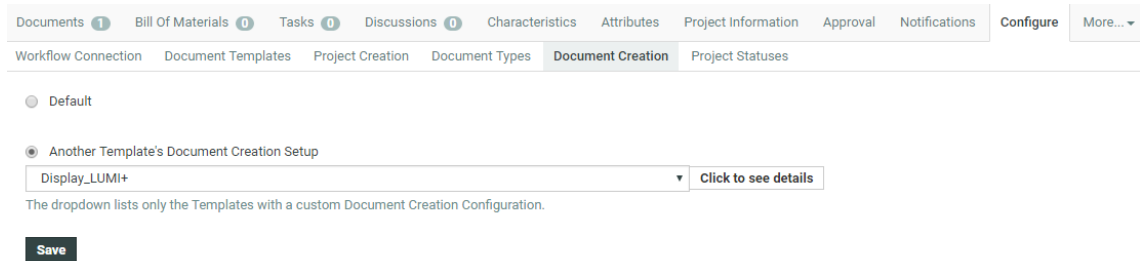 Documents 1 Bill Of Materials 0 Tasks 0 Discussions 0 Characteristics Attributes Project Information Approval Notifications Configure More...
Workflow Connection Document Templates Project Creation Document Types Document Creation Project Statuses
Default
Another Template's Document Creation Setup
Display_LUMI+ Click to see details
The dropdown lists only the Templates with a custom Document Creation Configuration.
Save